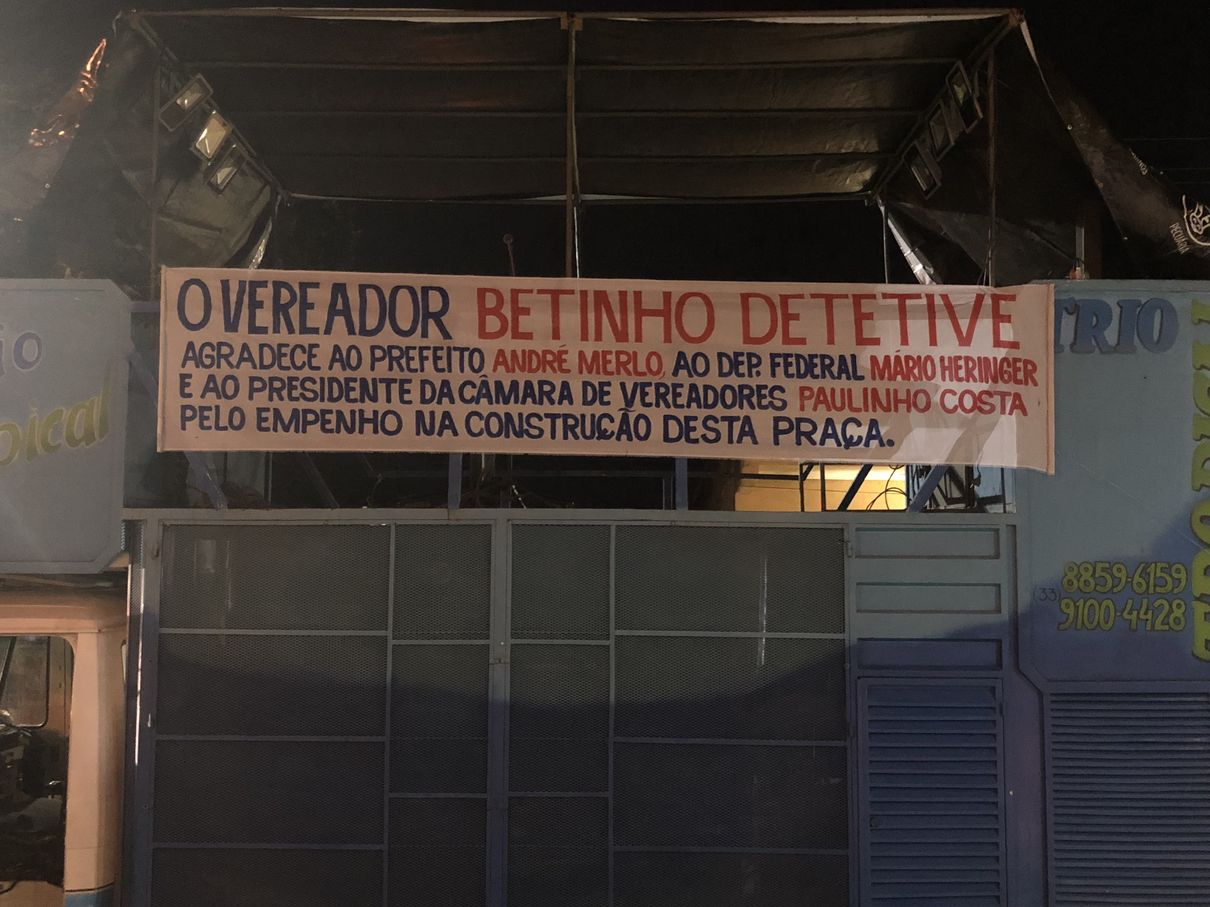 O VEREADOR BETINHO DETETIVE
AGRADECE AO PREFEITO ANDRÉ MERLO, AO DEP. FEDERAL MÁRIO HERINGER
E AO PRESIDENTE DA CÂMARA DE VEREADORES PAULINHO COSTA
PELO EMPENHO NA CONSTRUÇÃO DESTA PRAÇA.
TRIO
(33) 8859-6159
9100-4428